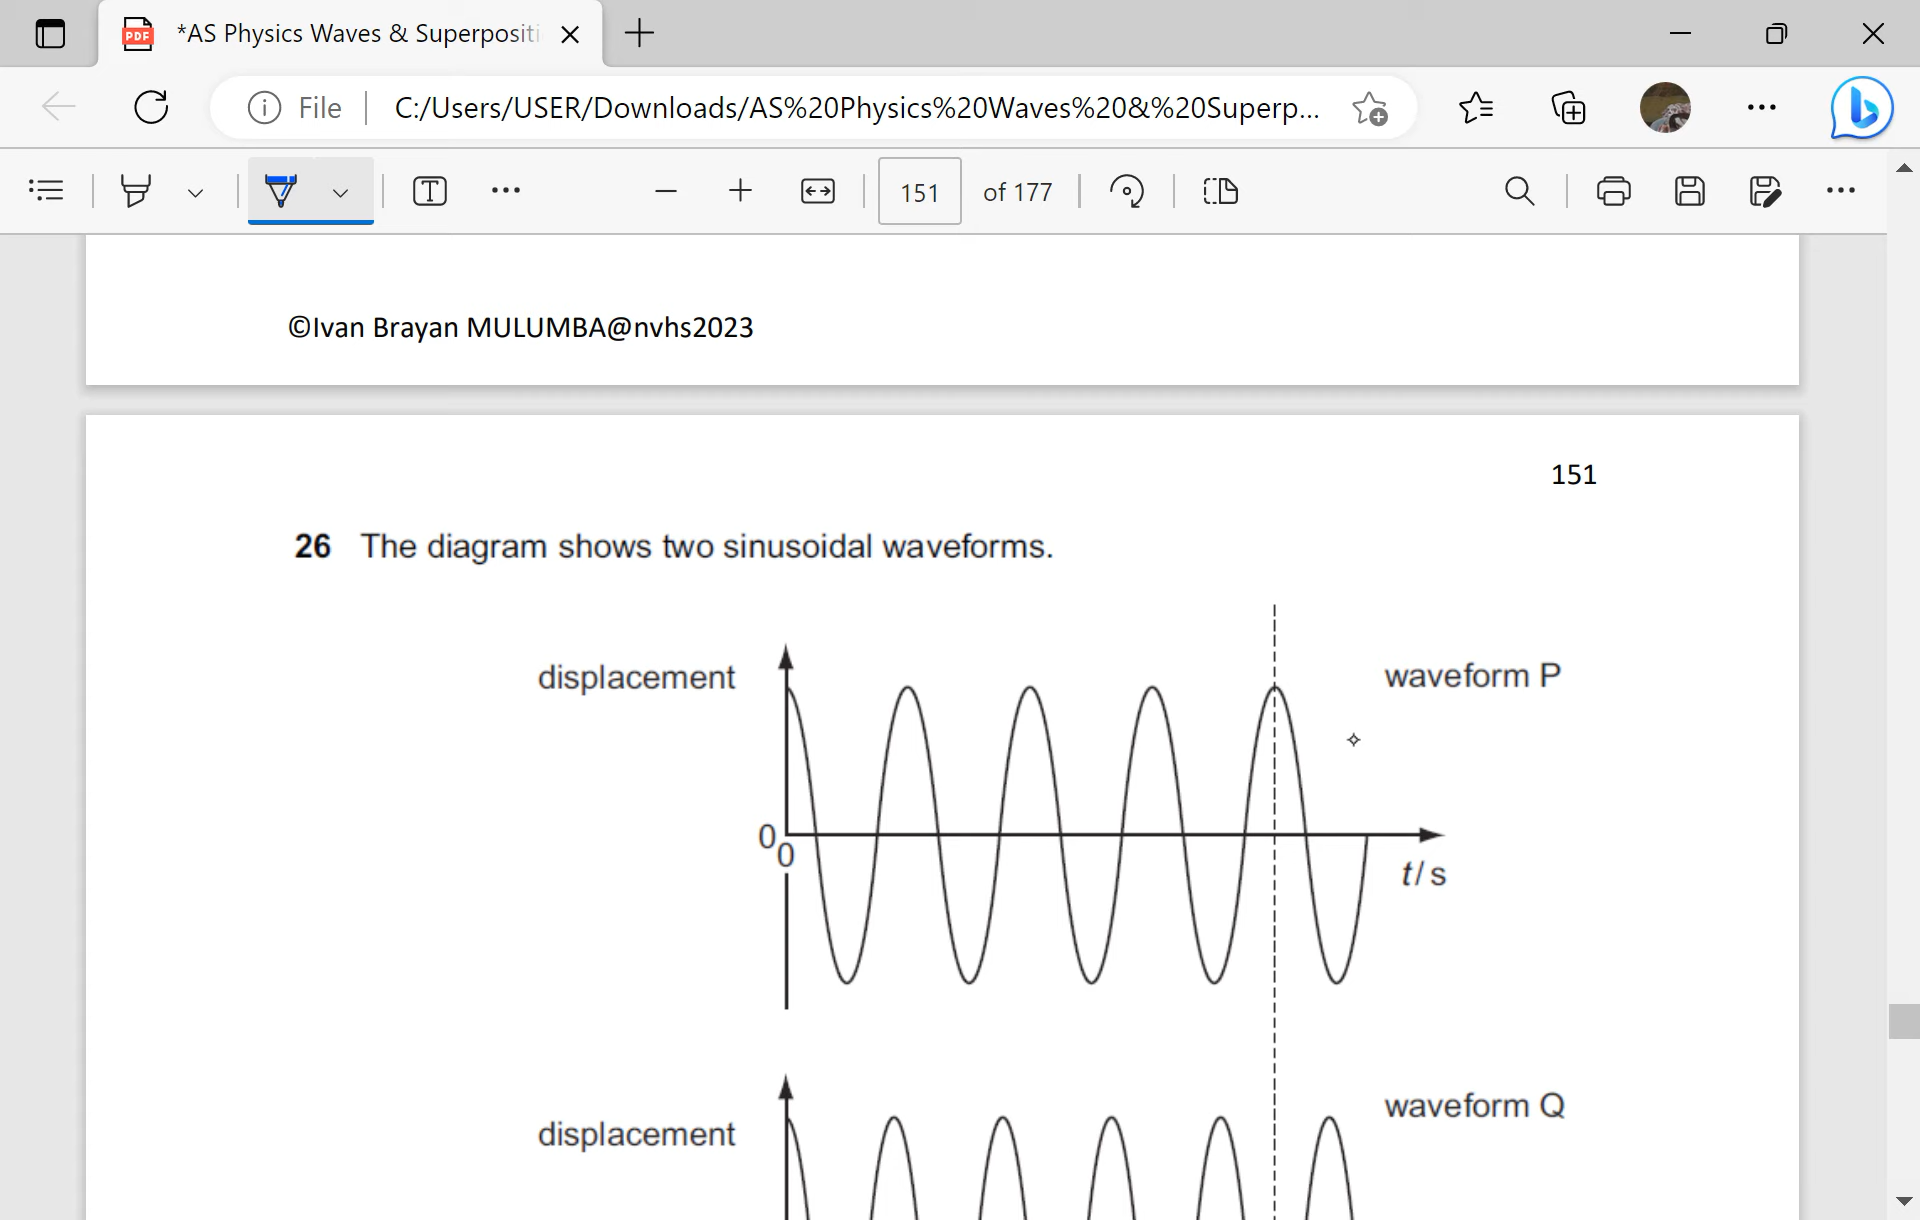 *AS Physics Waves & Superpositi
File
C:/Users/USER/Downloads/AS%20Physics%20Waves%20&%20Superp...
151 of 177
©Ivan Brayan MULUMBA@nvhs2023
151
26 The diagram shows two sinusoidal waveforms.
displacement
waveform P
0
0
t/s
displacement
waveform Q